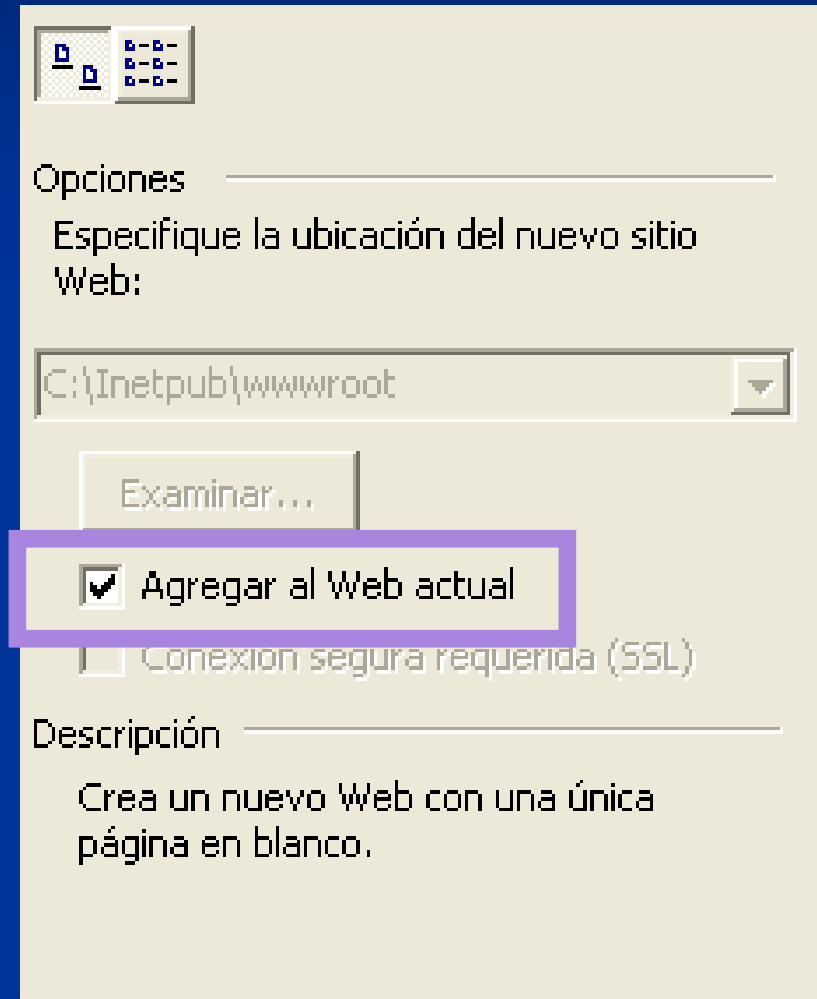 Opciones
Especifique la ubicación del nuevo sitio
Web:
C:\Inetpub\wwwroot
Examinar...
Agregar al Web actual
Conexión segura requerida (SSL)
Descripción
Crea un nuevo Web con una única
página en blanco.